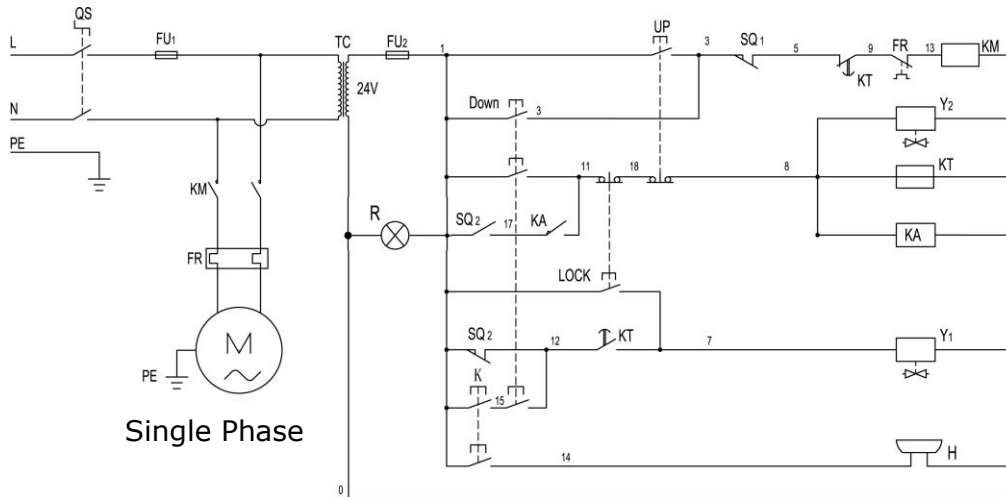 QS
UP
L
FU1
TC
FU2
1
3
SQ1
5
9
FR
13
KM
24V
KT
N
Down
3
Y2
PE
11
18
8
KT
KM
R
SQ2
17
KA
KA
FR
LOCK
SQ2
12
KT
7
Y1
M
PE
K
15
Single Phase
14
H
0